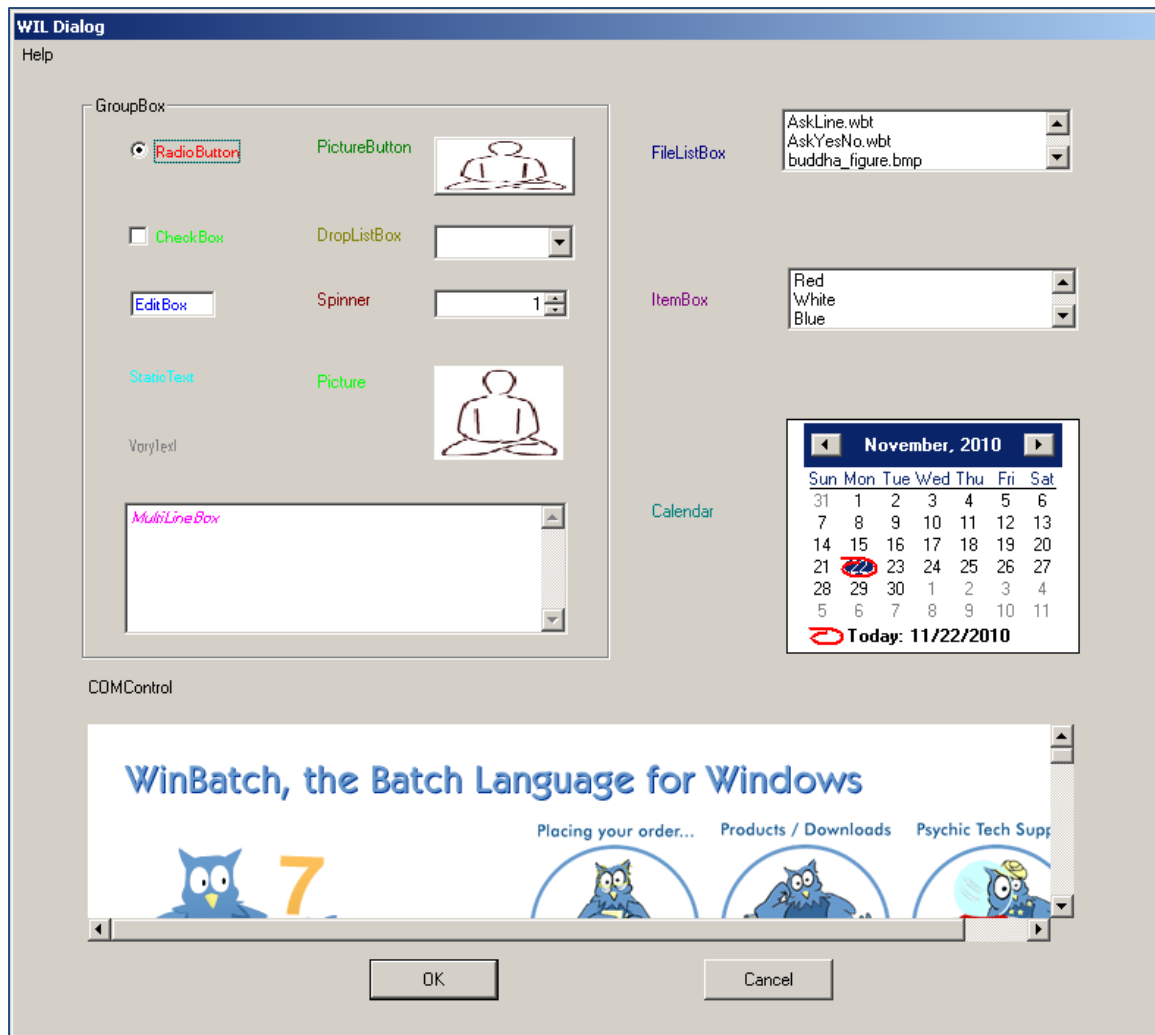 WIL Dialog
Help
GroupBox
RadioButton
PictureButton
CheckBox
DropListBox
EditBox
Spinner
1
StaticText
Picture
VaryText
MultiLineBox
FileListBox
AskLine.wbt
AskYesNo.wbt
buddha_figure.bmp
ItemBox
Red
White
Blue
Calendar
November, 2010
Sun Mon Tue Wed Thu Fri Sat
31 1 2 3 4 5 6
7 8 9 10 11 12 13
14 15 16 17 18 19 20
21 22 23 24 25 26 27
28 29 30 1 2 3 4
5 6 7 8 9 10 11
Today: 11/22/2010
COMControl
WinBatch, the Batch Language for Windows
Placing your order... Products / Downloads Psychic Tech Supp
7
OK
Cancel